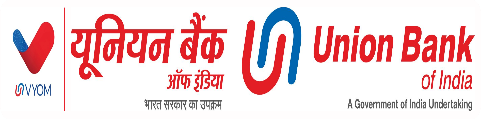 VYOM
यूनियन बैंक
ऑफ इंडिया
भारत सरकार का उपक्रम
Union Bank
of India
A Government of India Undertaking